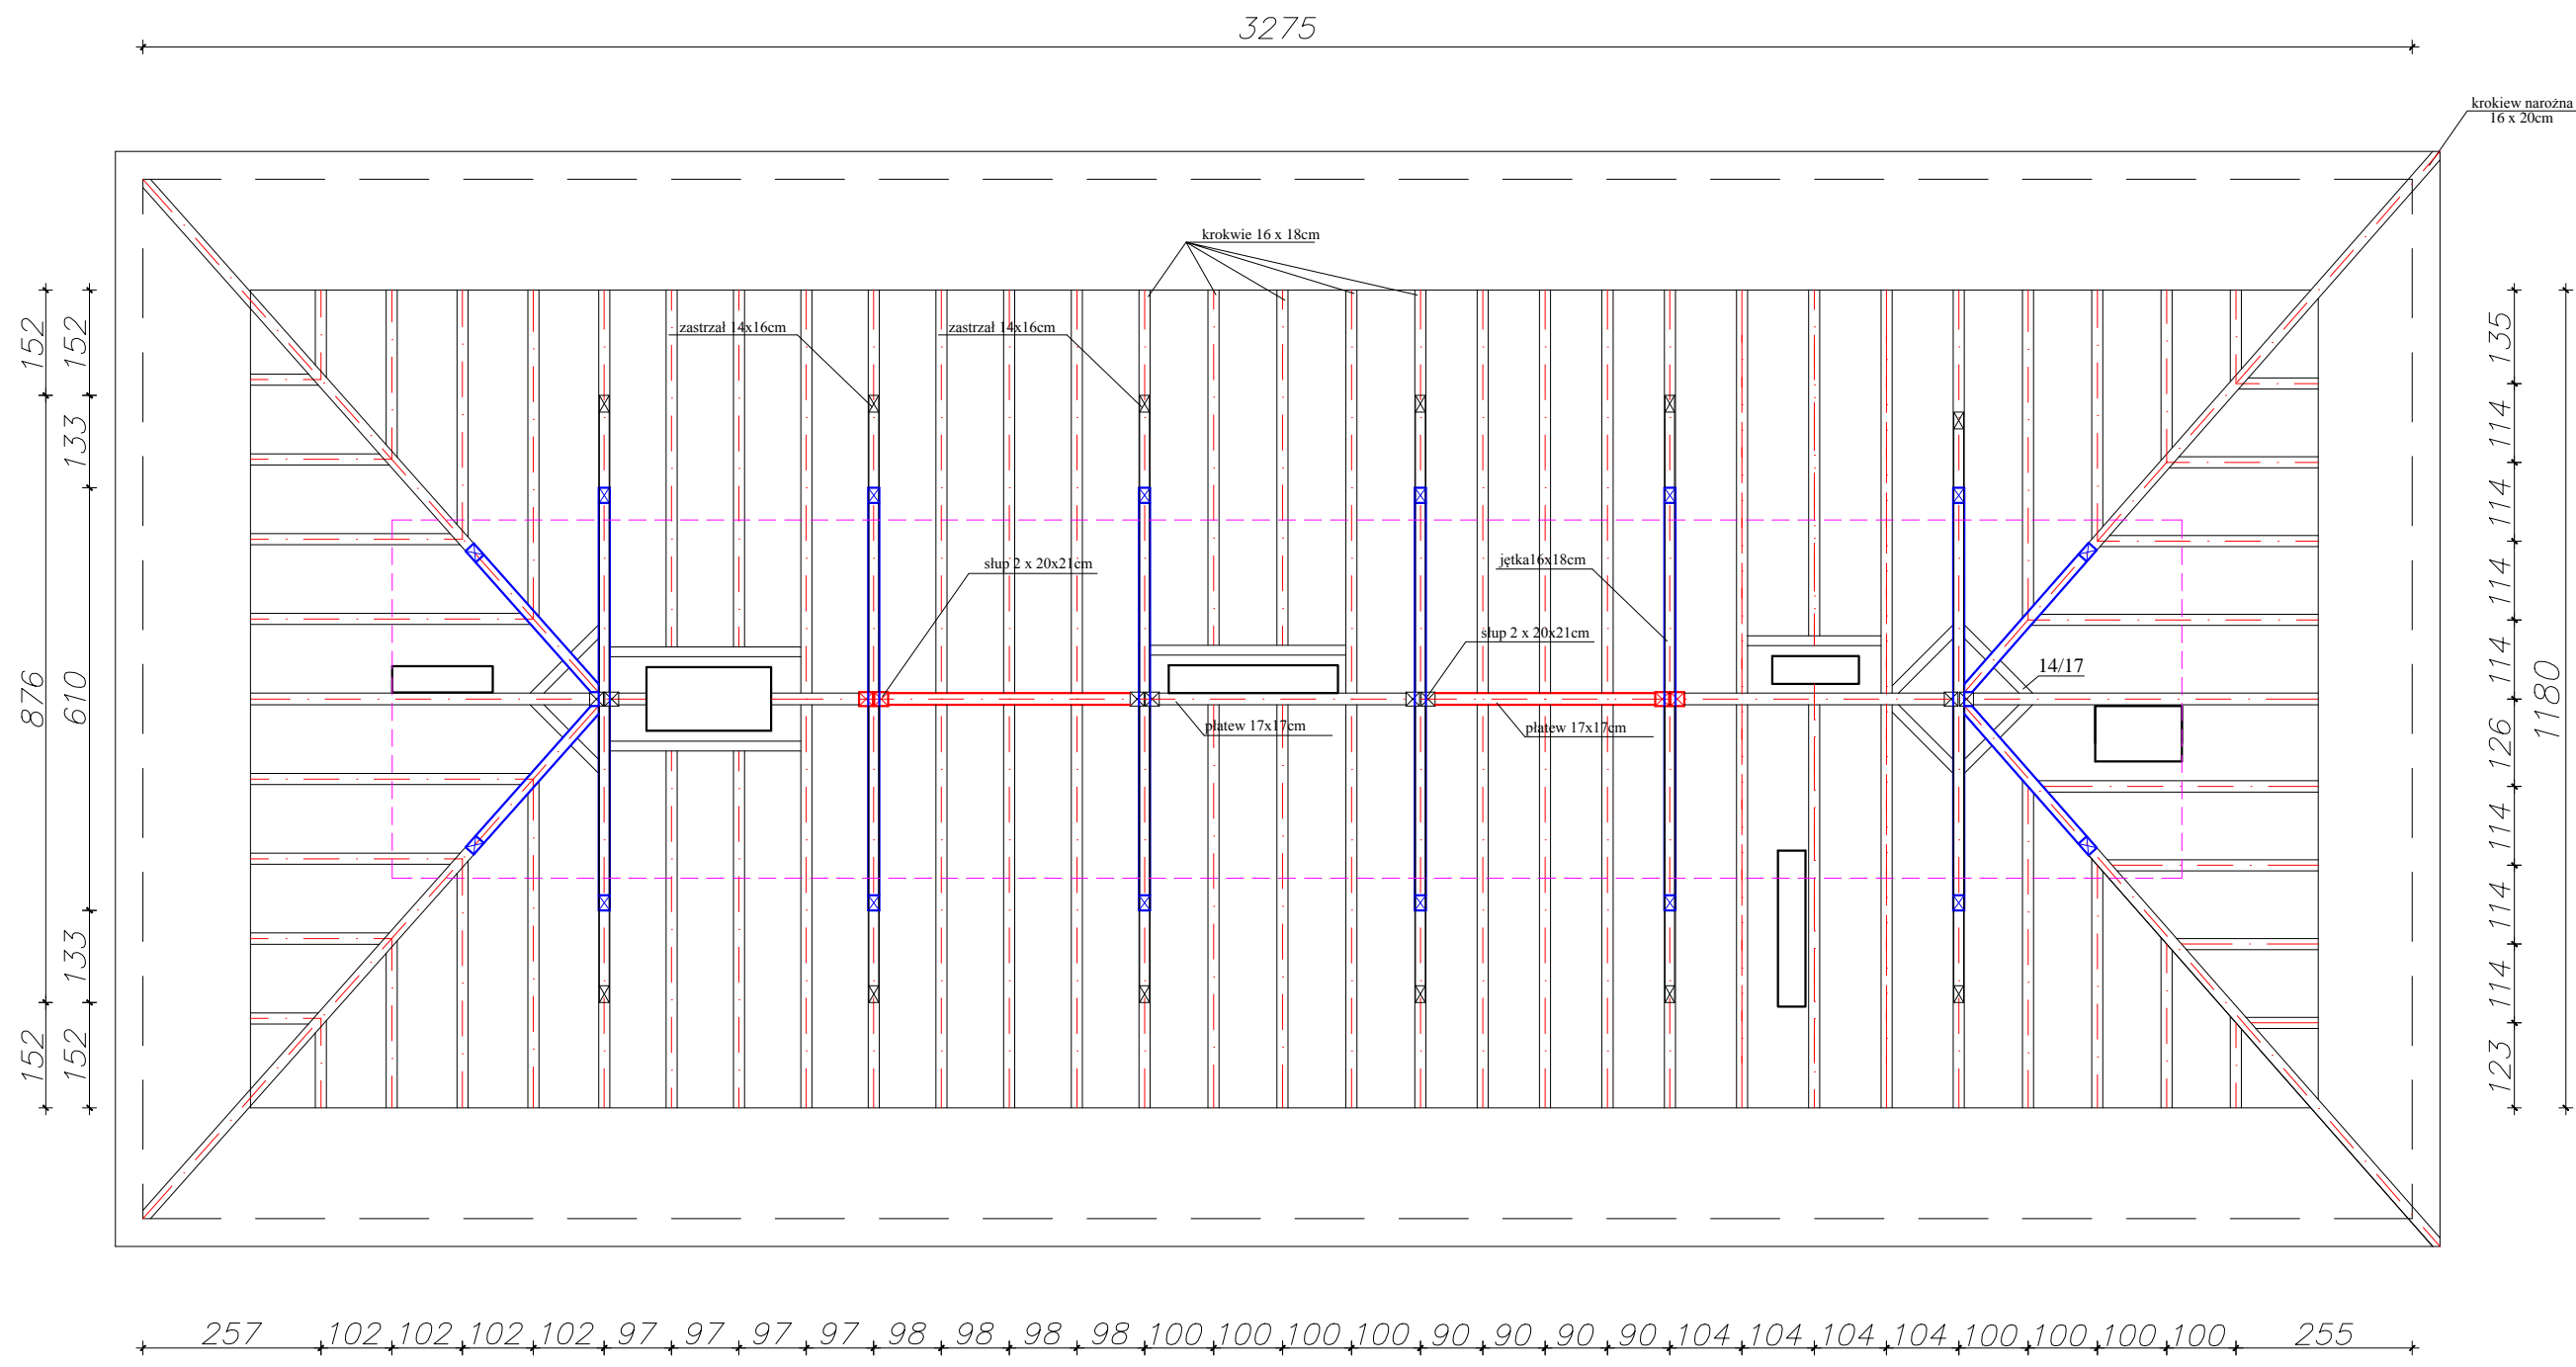 3275
krokiew narożna
16 x 20cm
krokwie 16 x 18cm
zastrzał 14x16cm
zastrzał 14x16cm
słup 2 x 20x21cm
jętka16x18cm
słup 2 x 20x21cm
14/17
płatew 17x17cm
płatew 17x17cm
152
876
152
152
133
610
133
152
135
114
114
114
114
126
114
114
114
123
1180
257 102 102 102 102 97 97 97 97 98 98 98 98 100 100 100 100 90 90 90 90 104 104 104 104 100 100 100 100 255